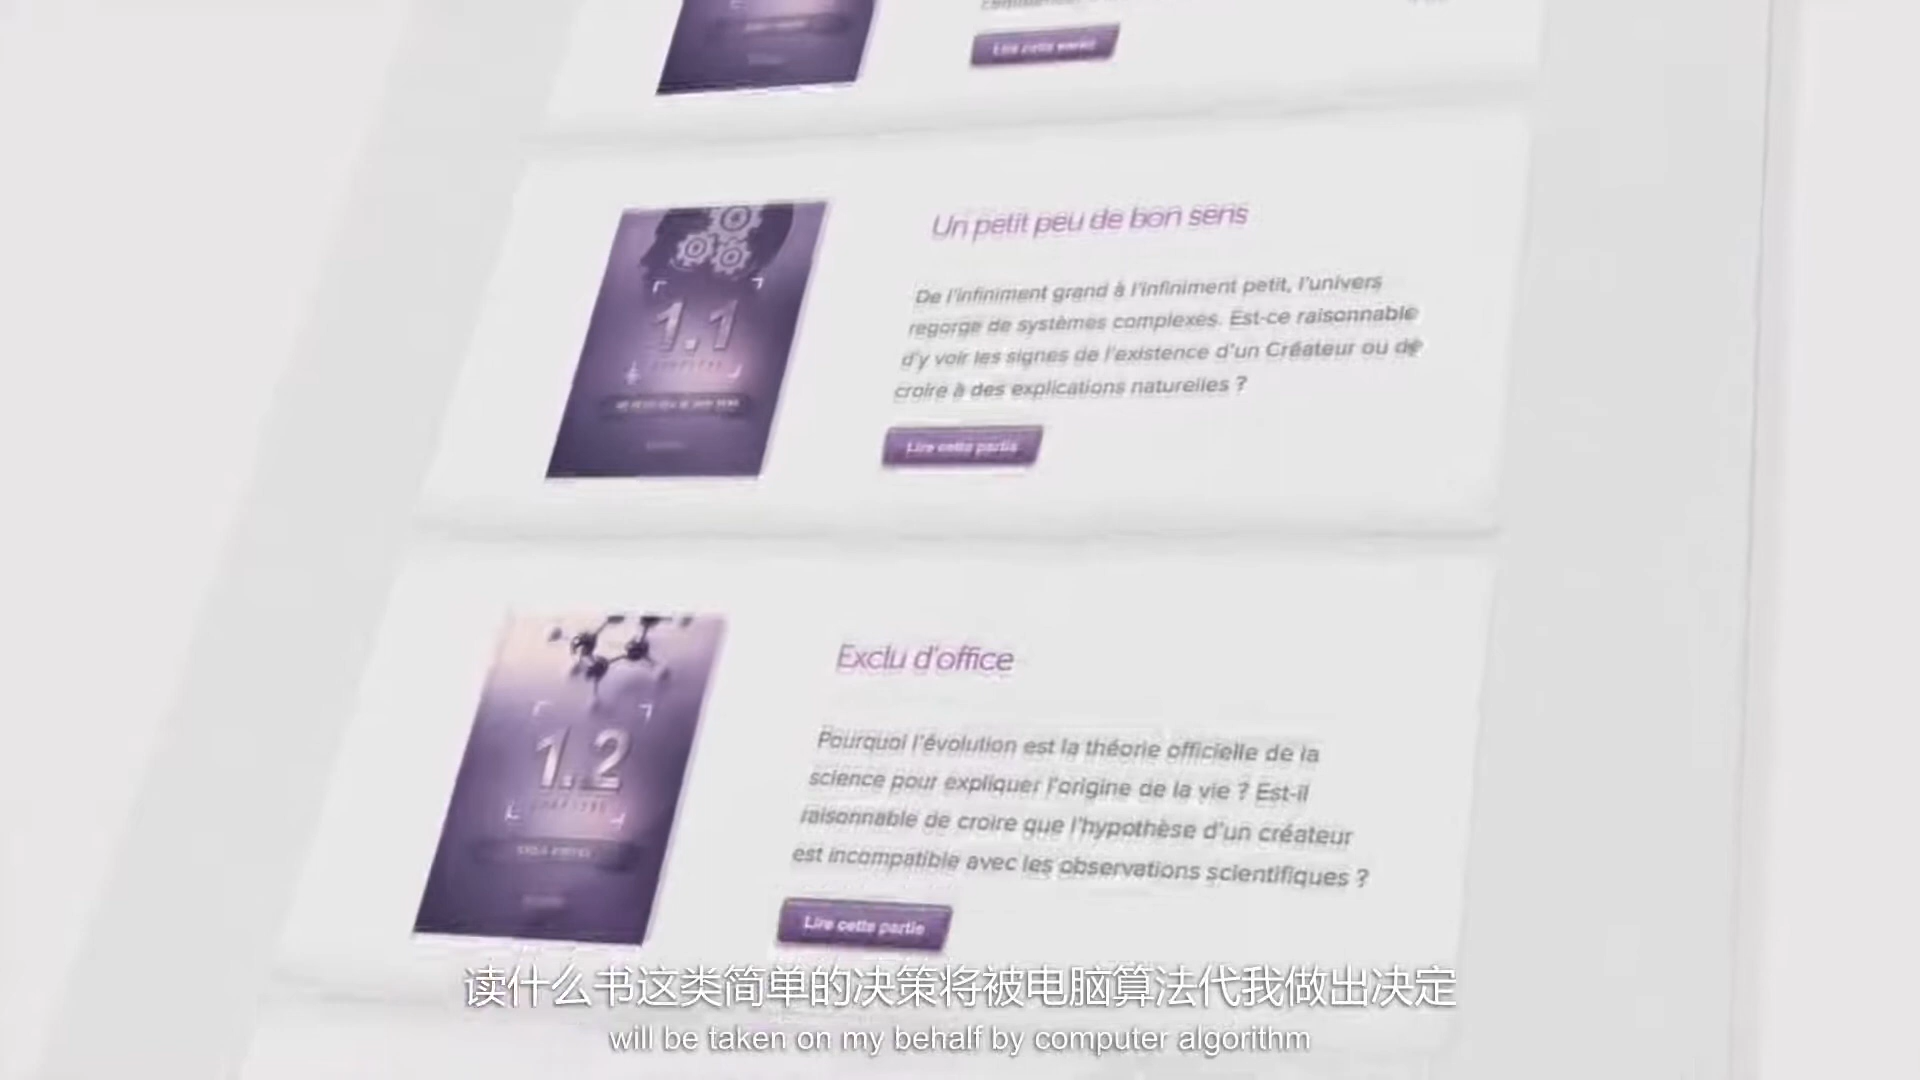 Lire cette partie
Un petit peu de bon sens
De l'infiniment grand à l'infiniment petit, l'univers
regorge de systèmes complexes. Est-ce raisonnable
d'y voir les signes de l'existence d'un Créateur ou de
croire à des explications naturelles ?
Lire cette partie
1.1
Exclu d'office
Pourquoi l'évolution est la théorie officielle de la
science pour expliquer l'origine de la vie ? Est-il
raisonnable de croire que l'hypothèse d'un créateur
est incompatible avec les observations scientifiques ?
Lire cette partie
1.2
CHAPITRE
读什么书这类简单的决策将被电脑算法代我做出决定
will be taken on my behalf by computer algorithm